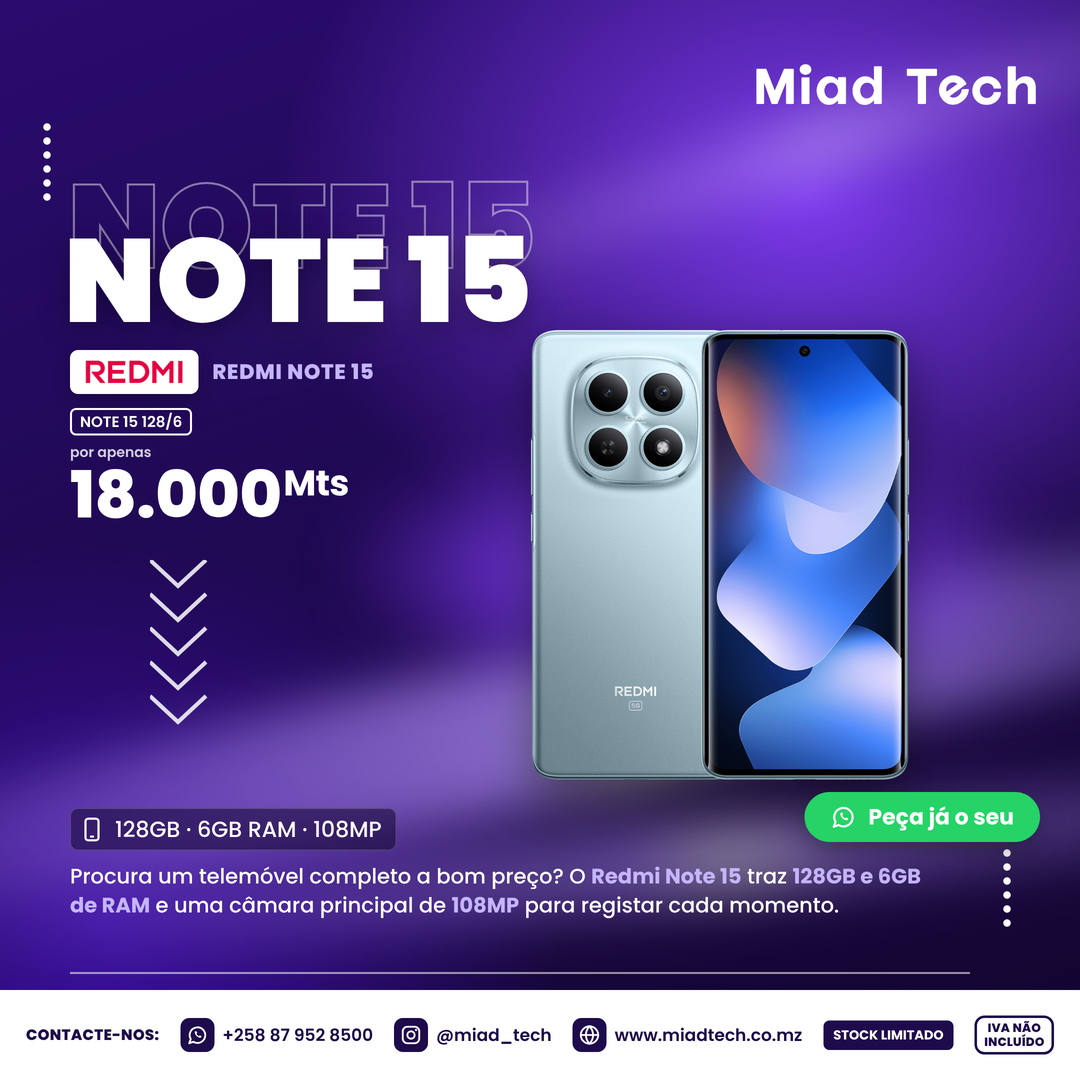 Miad Tech
NOTE 15
NOTE 15
REDMI REDMI NOTE 15
NOTE 15 128/6
por apenas
18.000Mts
REDMI
5G
128GB · 6GB RAM · 108MP
Peça já o seu
Procura um telemóvel completo a bom preço? O Redmi Note 15 traz 128GB e 6GB
de RAM e uma câmara principal de 108MP para registar cada momento.
CONTACTE-NOS: +258 87 952 8500 @miad_tech www.miadtech.co.mz STOCK LIMITADO
IVA NÃO
INCLUÍDO